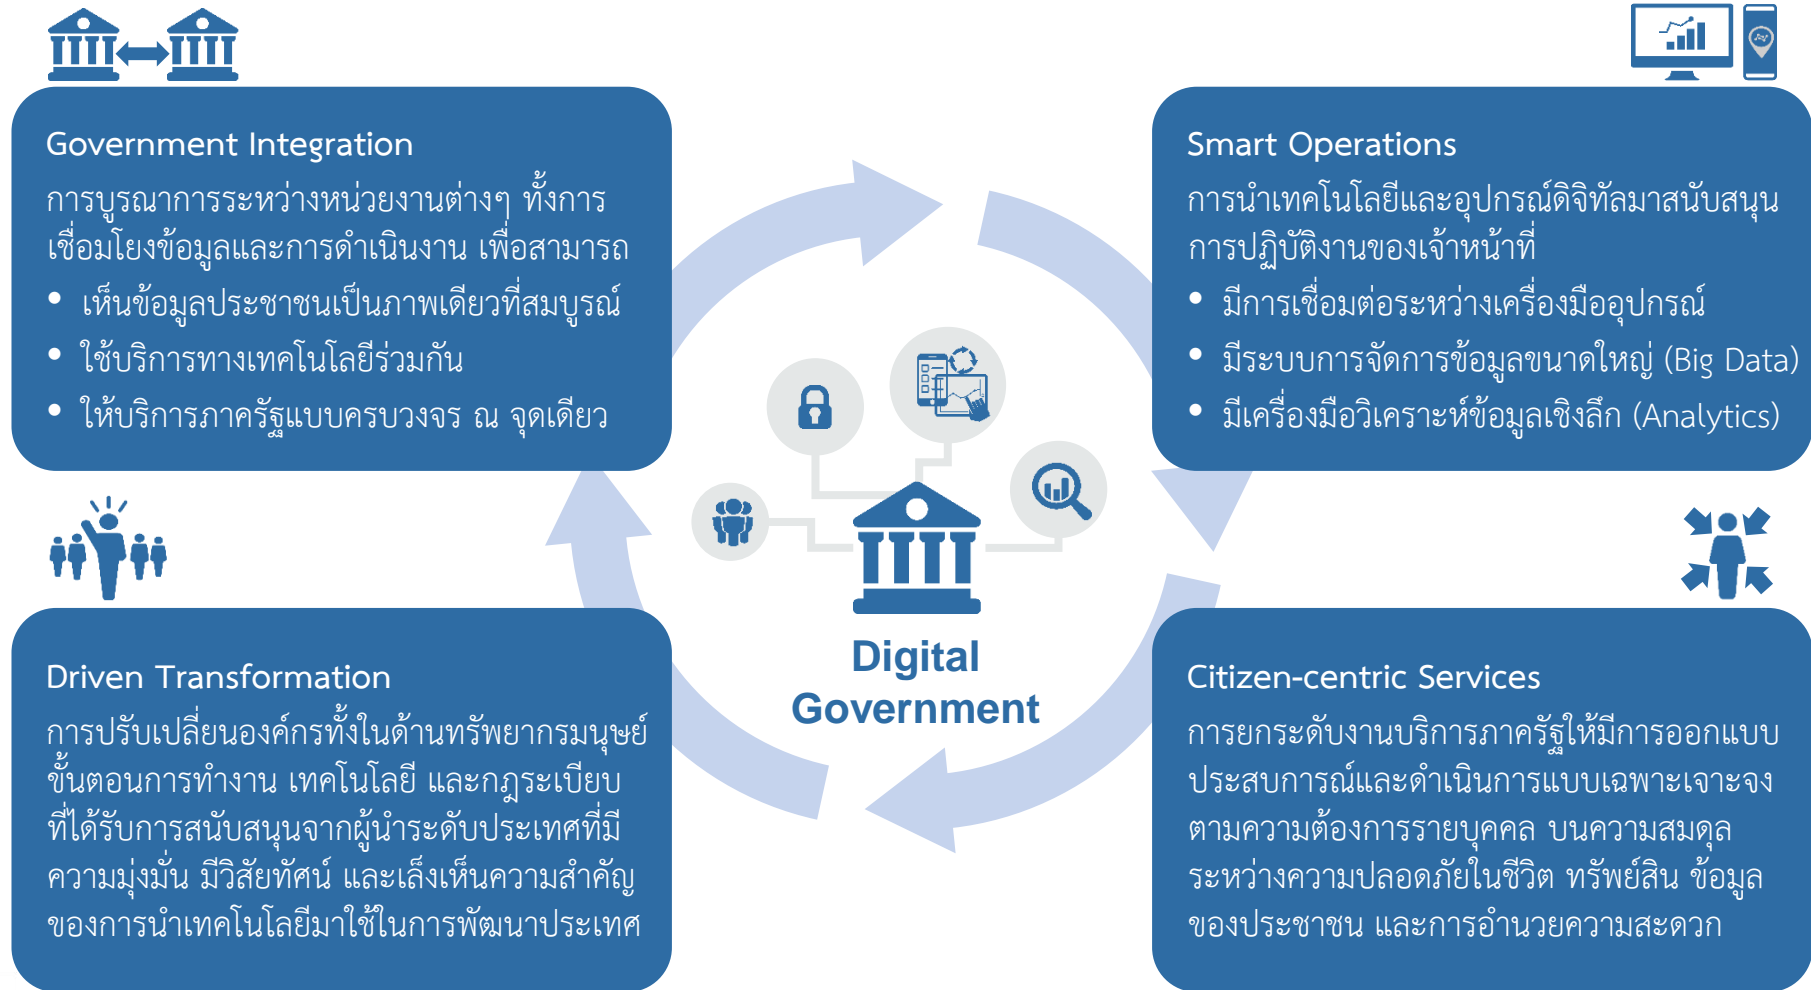 Government Integration
การบูรณาการระหว่างหน่วยงานต่างๆ ทั้งการ
เชื่อมโยงข้อมูลและการดำเนินงาน เพื่อสามารถ
• เห็นข้อมูลประชาชนเป็นภาพเดียวที่สมบูรณ์
• ใช้บริการทางเทคโนโลยีร่วมกัน
• ให้บริการภาครัฐแบบครบวงจร ณ จุดเดียว
Smart Operations
การนำเทคโนโลยีและอุปกรณ์ดิจิทัลมาสนับสนุน
การปฏิบัติงานของเจ้าหน้าที่
• มีการเชื่อมต่อระหว่างเครื่องมืออุปกรณ์
• มีระบบการจัดการข้อมูลขนาดใหญ่ (Big Data)
• มีเครื่องมือวิเคราะห์ข้อมูลเชิงลึก (Analytics)
Digital
Government
Driven Transformation
การปรับเปลี่ยนองค์กรทั้งในด้านทรัพยากรมนุษย์
ขั้นตอนการทำงาน เทคโนโลยี และกฎระเบียบ
ที่ได้รับการสนับสนุนจากผู้นำระดับประเทศที่มี
ความมุ่งมั่น มีวิสัยทัศน์ และเล็งเห็นความสำคัญ
ของการนำเทคโนโลยีมาใช้ในการพัฒนาประเทศ
Citizen-centric Services
การยกระดับงานบริการภาครัฐให้มีการออกแบบ
ประสบการณ์และดำเนินการแบบเฉพาะเจาะจง
ตามความต้องการรายบุคคล บนความสมดุล
ระหว่างความปลอดภัยในชีวิต ทรัพย์สิน ข้อมูล
ของประชาชน และการอำนวยความสะดวก